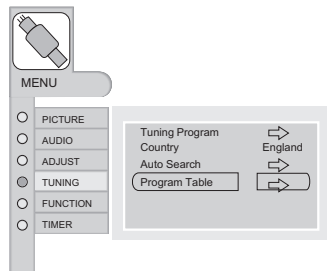 MENU
PICTURE
AUDIO
ADJUST
TUNING
FUNCTION
TIMER
Tuning Program
Country England
Auto Search
Program Table